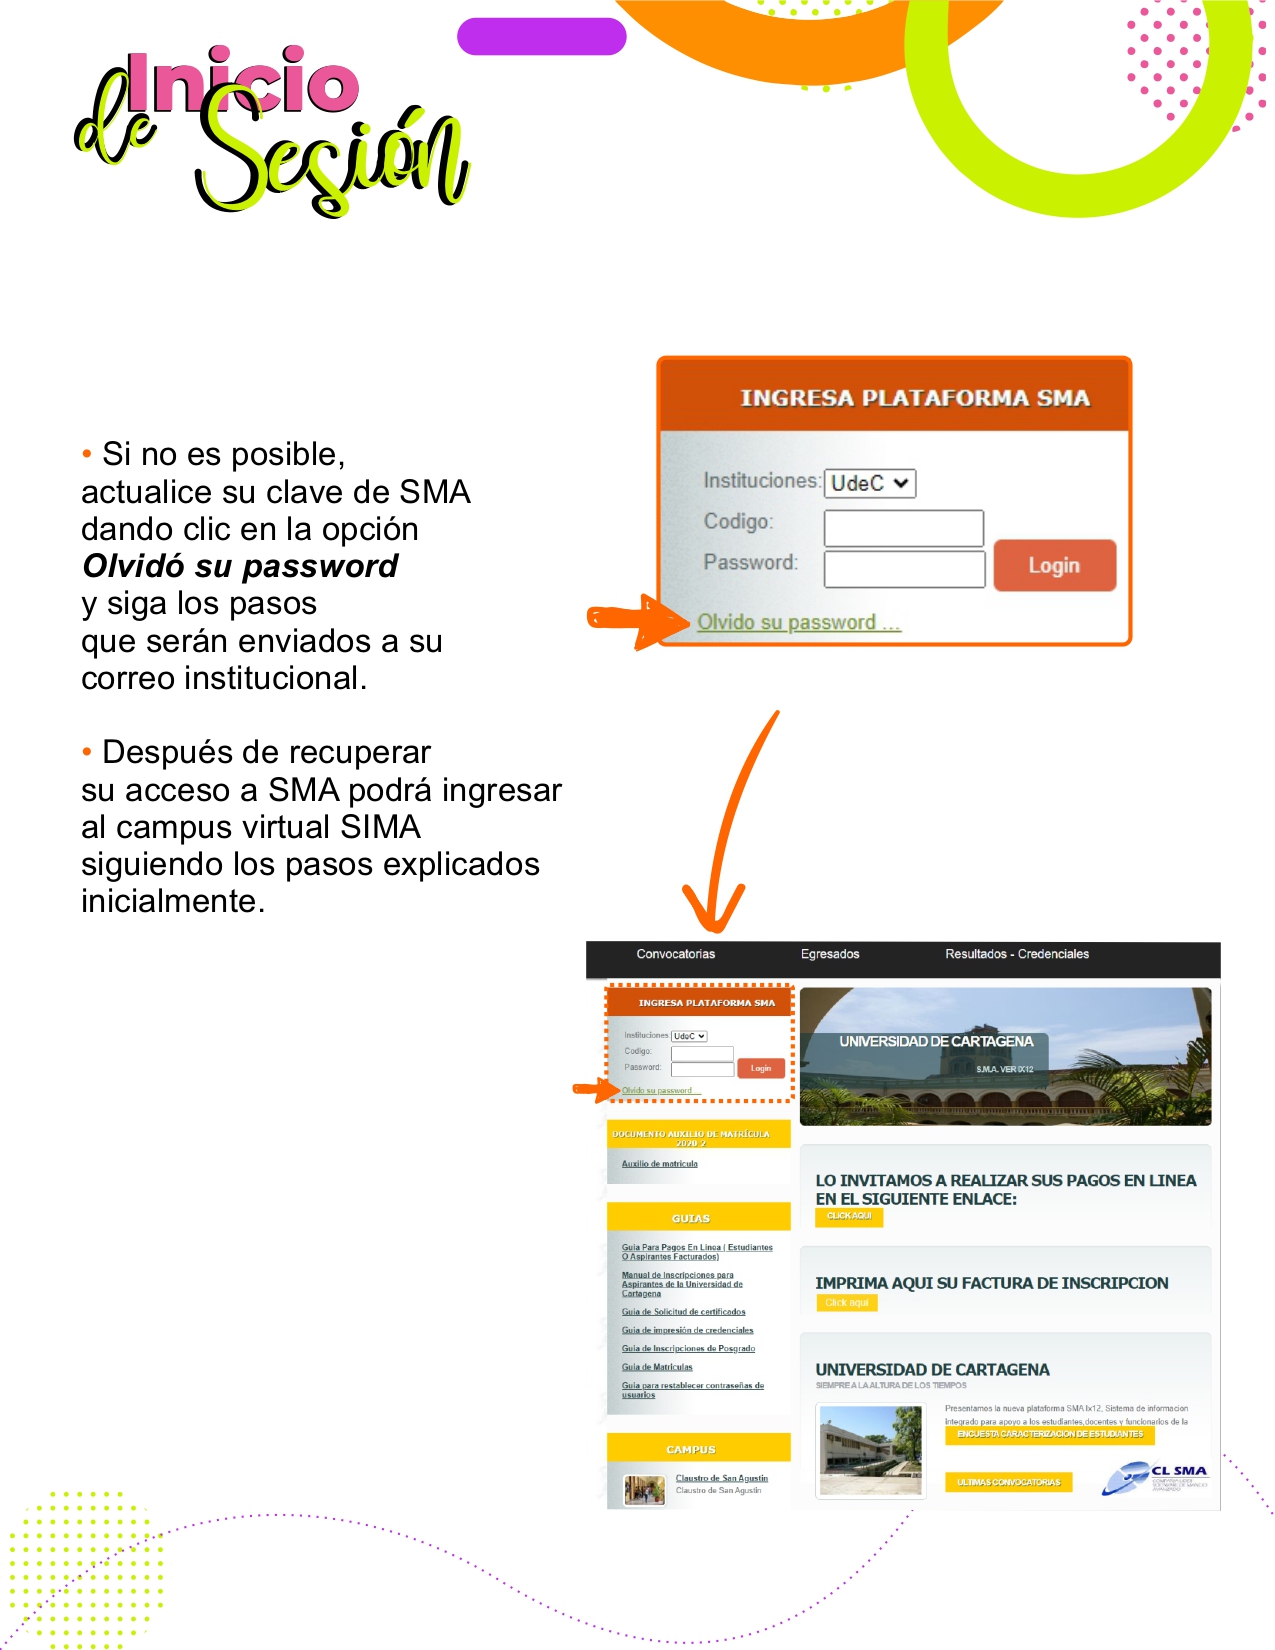 Inicio
de Sesión
• Si no es posible,
actualice su clave de SMA
dando clic en la opción
Olvidó su password
y siga los pasos
que serán enviados a su
correo institucional.
• Después de recuperar
su acceso a SMA podrá ingresar
al campus virtual SIMA
siguiendo los pasos explicados
inicialmente.
INGRESA PLATAFORMA SMA
Instituciones: UdeC
Codigo:
Password:
Login
Olvido su password ...
Convocatorias Egresados Resultados - Credenciales
INGRESA PLATAFORMA SMA
Instituciones: UdeC
Codigo:
Password:
Login
Olvido su password ...
DOCUMENTO AUXILIO DE MATRÍCULA
2020_2
Auxilio de matricula
GUIAS
Guia Para Pagos En Linea ( Estudiantes
O Aspirantes Facturados)
Manual de Inscripciones para
Aspirantes de la Universidad de
Cartagena
Guia de Solicitud de certificados
Guia de impresión de credenciales
Guia de Inscripciones de Posgrado
Guia de Matriculas
Guia para restablecer contraseñas de
usuarios
CAMPUS
Claustro de San Agustin
Claustro de San Agustin
UNIVERSIDAD DE CARTAGENA
S.M.A. VER IX12
LO INVITAMOS A REALIZAR SUS PAGOS EN LINEA
EN EL SIGUIENTE ENLACE:
CLICK AQUI
IMPRIMA AQUI SU FACTURA DE INSCRIPCION
Click aqui
UNIVERSIDAD DE CARTAGENA
SIEMPRE A LA ALTURA DE LOS TIEMPOS
Presentamos la nueva plataforma SMA Ix12, Sistema de informacion
Integrado para apoyo a los estudiantes,docentes y funcionarios de la
ENCUESTA CARACTERIZACION DE ESTUDIANTES
ULTIMAS CONVOCATORIAS
CL SMA